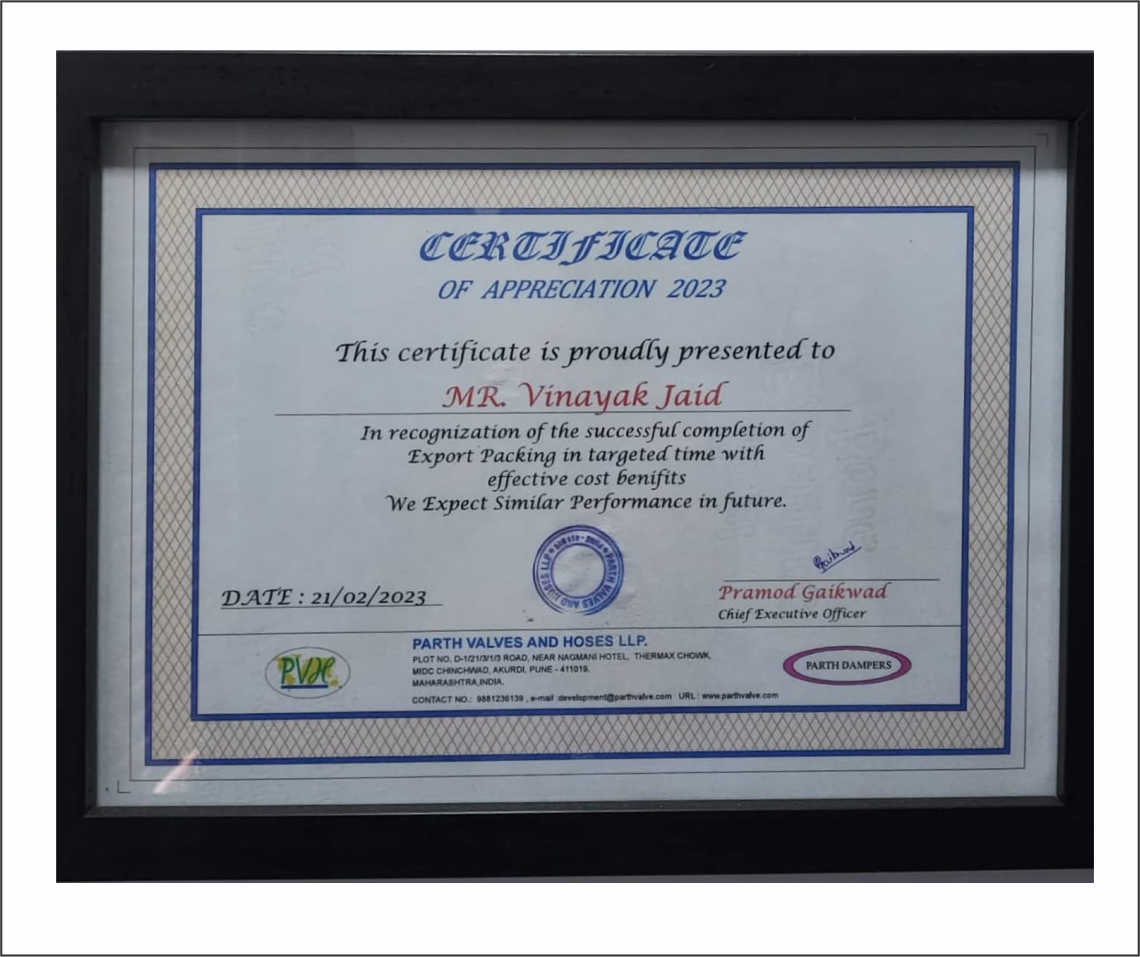 CERTIFICATE
OF APPRECIATION 2023
This certificate is proudly presented to
MR. Vinayak Jaid
In recognization of the successful completion of
Export Packing in targeted time with
effective cost benifits
We Expect Similar Performance in future.
PARTH VALVES AND HOSES LLP
Gaikwad
DATE : 21/02/2023
Pramod Gaikwad
Chief Executive Officer
PVH
PARTH VALVES AND HOSES LLP.
PLOT NO. D-1/21/3/1/3 ROAD, NEAR NAGMANI HOTEL, THERMAX CHOWK,
MIDC CHINCHWAD, AKURDI, PUNE - 411019.
MAHARASHTRA,INDIA.
CONTACT NO.: 9881236139 , e-mail :development@parthvalve.com URL : www.parthvalve.com
PARTH DAMPERS